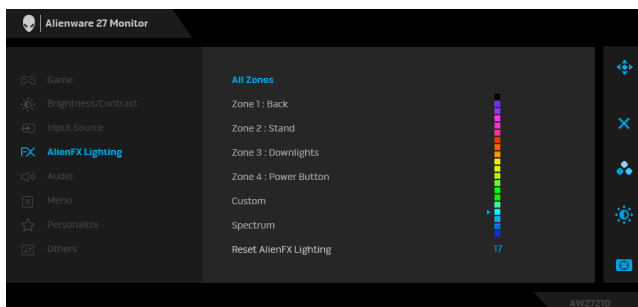 Alienware 27 Monitor
Game
Brightness/Contrast
Input Source
FX AlienFX Lighting
Audio
Menu
Personalize
Others
All Zones
Zone 1 : Back
Zone 2 : Stand
Zone 3 : Downlights
Zone 4 : Power Button
Custom
Spectrum
Reset AlienFX Lighting
17
AW2721D